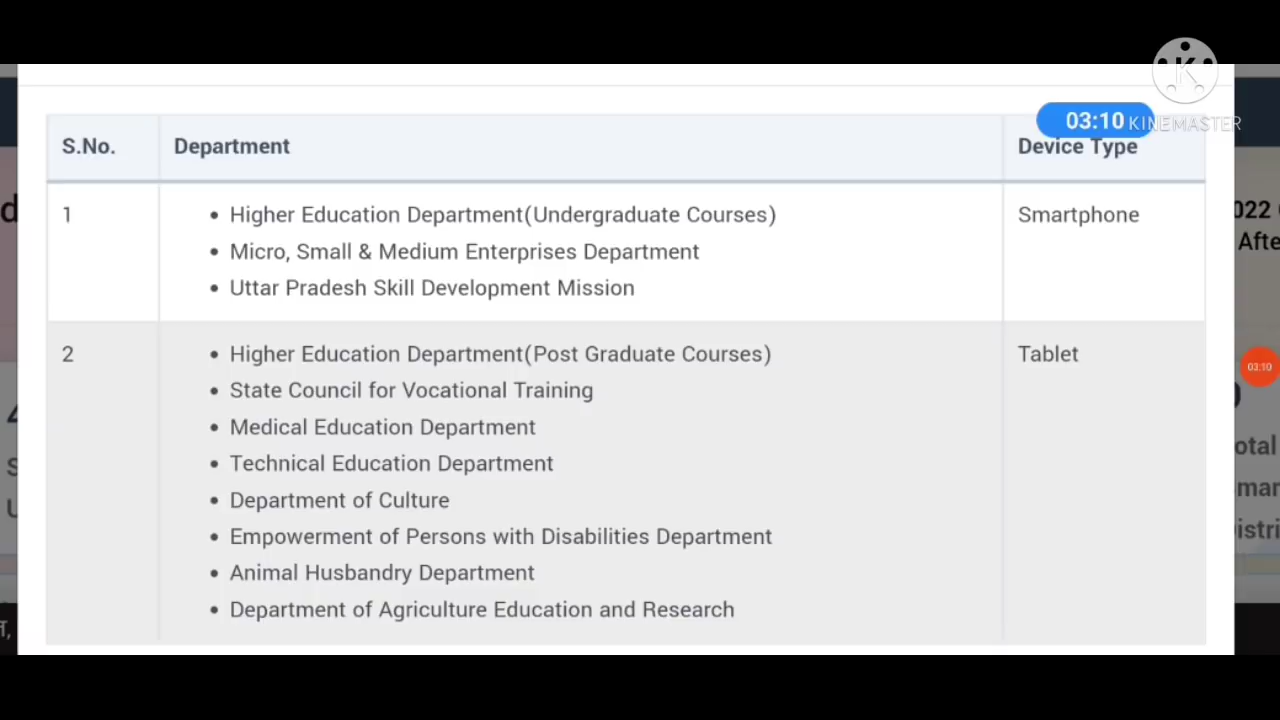 KINEMASTER
03:10
S.No. Department Device Type
1 Smartphone
Higher Education Department(Undergraduate Courses)
Micro, Small & Medium Enterprises Department
Uttar Pradesh Skill Development Mission
2 Tablet
Higher Education Department(Post Graduate Courses)
State Council for Vocational Training
Medical Education Department
Technical Education Department
Department of Culture
Empowerment of Persons with Disabilities Department
Animal Husbandry Department
Department of Agriculture Education and Research
03:10